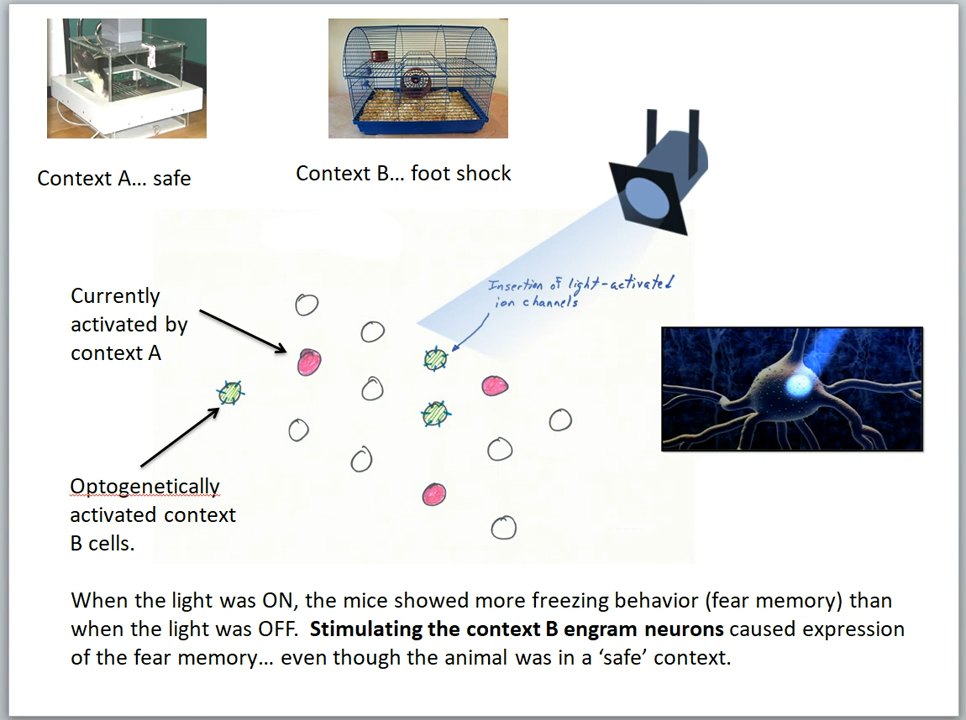 Context A… safe
Context B… foot shock
Insertion of light-activated
ion channels
Currently
activated by
context A
Optogenetically
activated context
B cells.
When the light was ON, the mice showed more freezing behavior (fear memory) than
when the light was OFF.  Stimulating the context B engram neurons caused expression
of the fear memory… even though the animal was in a ‘safe’ context.